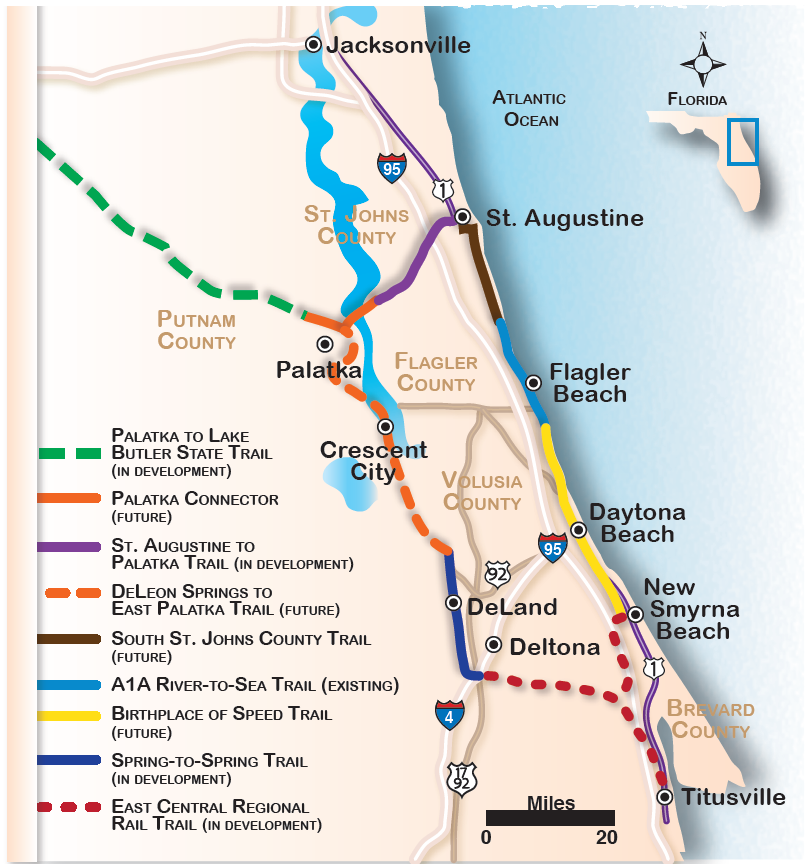 Jacksonville
N
Florida
Atlantic
Ocean
95
1
St. Johns
County
St. Augustine
Putnam
County
Palatka
Flagler
County
Flagler
Beach
Crescent
City
Volusia
County
Daytona
Beach
95
92
New
Smyrna
Beach
DeLand
Deltona
1
4
Brevard
County
17
92
Titusville
Miles
0
20
Palatka to Lake
Butler State Trail
(in development)
Palatka Connector
(future)
St. Augustine to
Palatka Trail (in development)
DeLeon Springs to
East Palatka Trail (future)
South St. Johns County Trail
(future)
A1A River-to-Sea Trail (existing)
Birthplace of Speed Trail
(future)
Spring-to-Spring Trail
(in development)
East Central Regional
Rail Trail (in development)